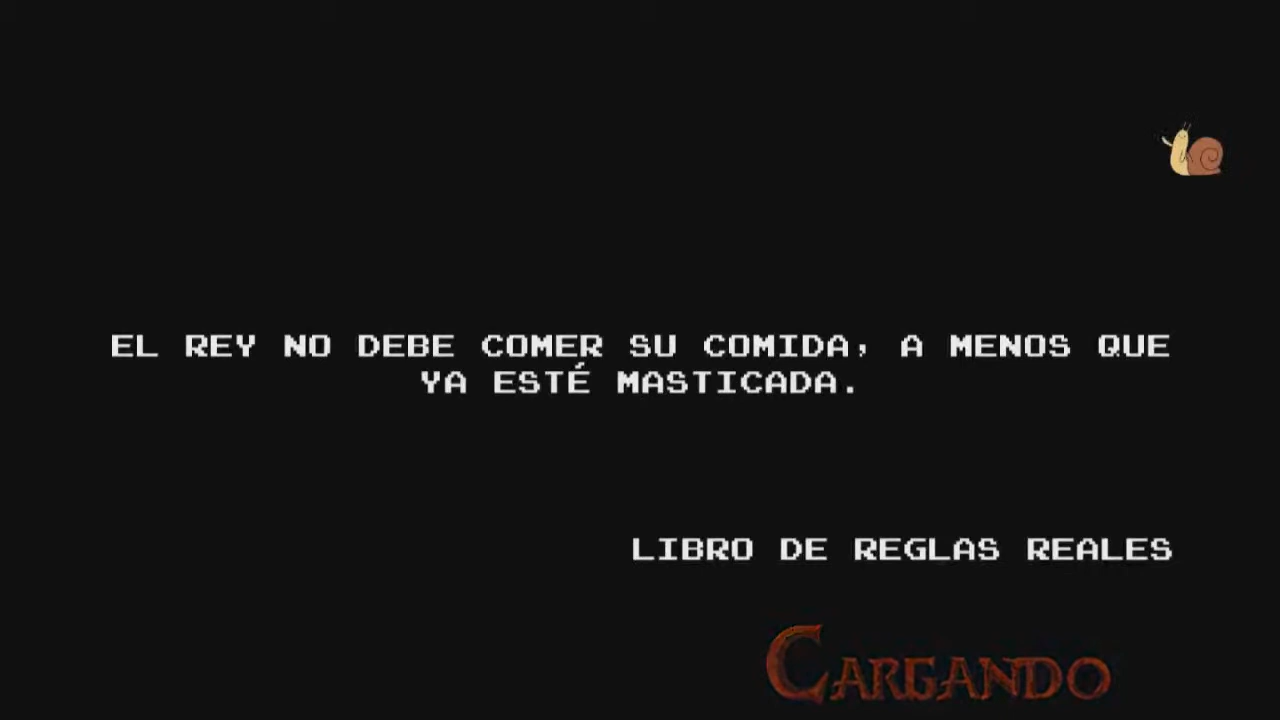 EL REY NO DEBE COMER SU COMIDA, A MENOS QUE
YA ESTÉ MASTICADA.
LIBRO DE REGLAS REALES
CARGANDO